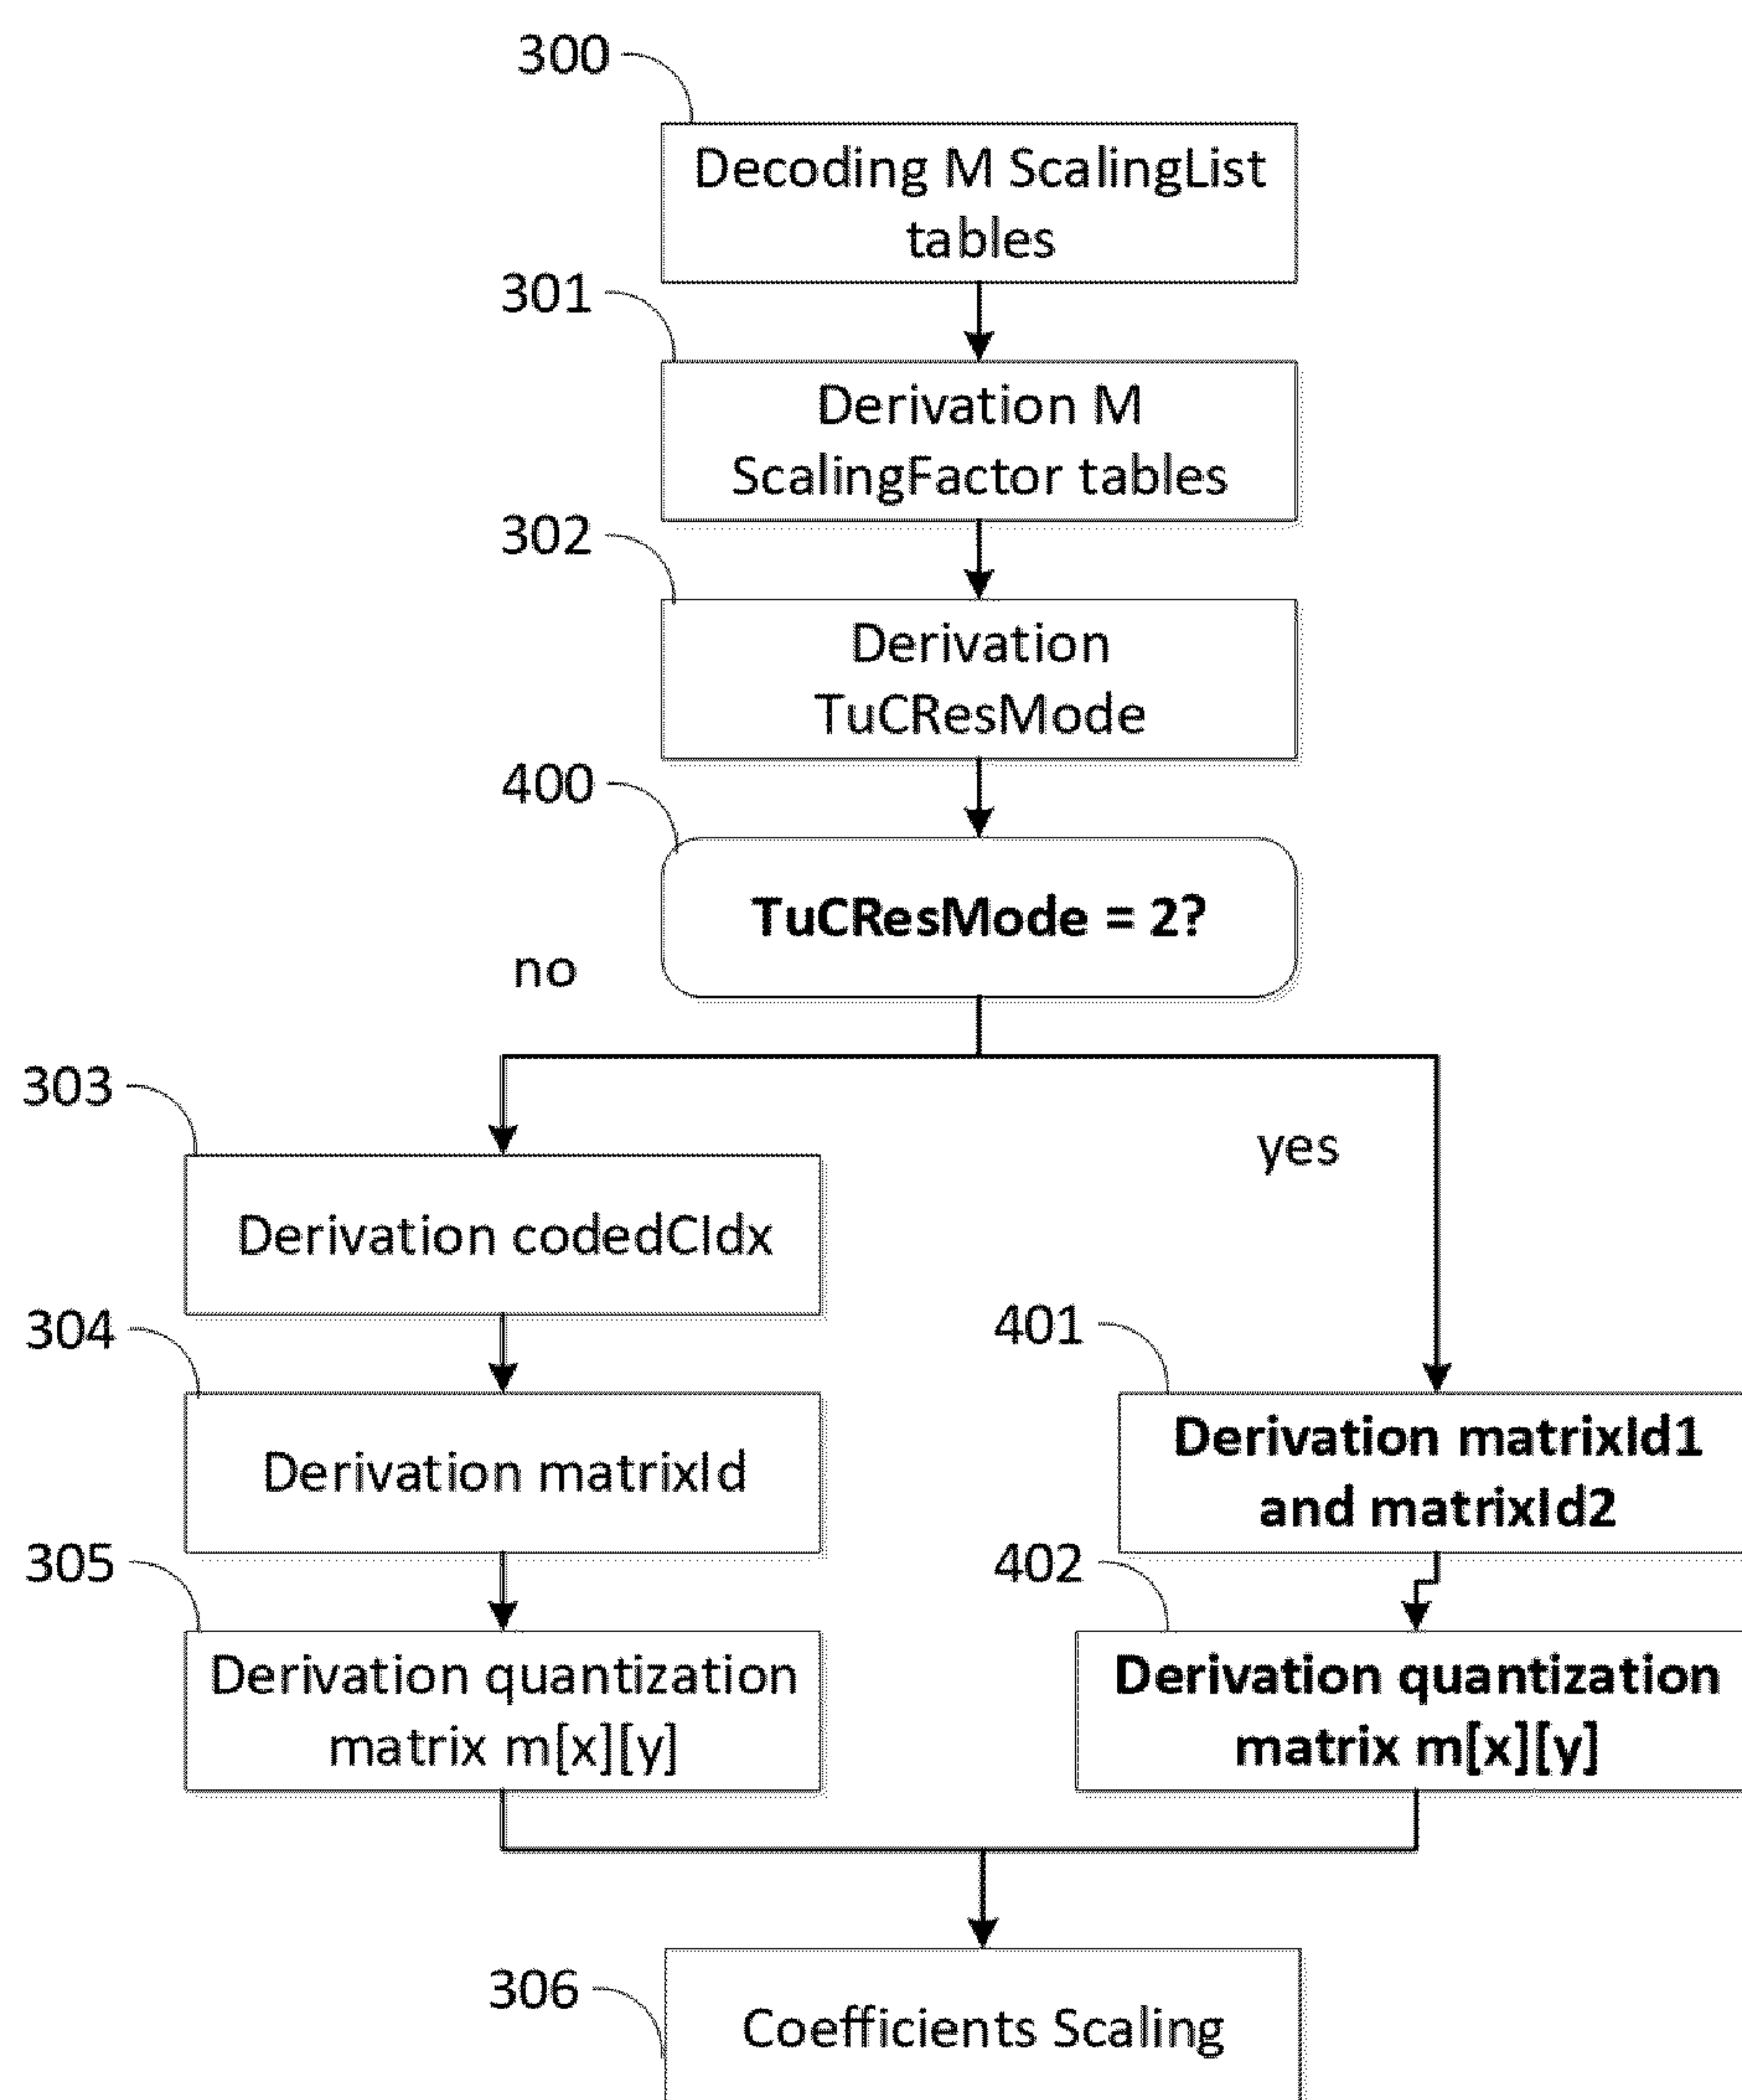 300
Decoding M ScalingList
tables
301
Derivation M
ScalingFactor tables
302
Derivation
TuCResMode
400
TuCResMode = 2?
no
yes
303
Derivation codedCIdx
304
Derivation matrixId
305
Derivation quantization
matrix m[x][y]
401
Derivation matrixId1
and matrixId2
402
Derivation quantization
matrix m[x][y]
306
Coefficients Scaling